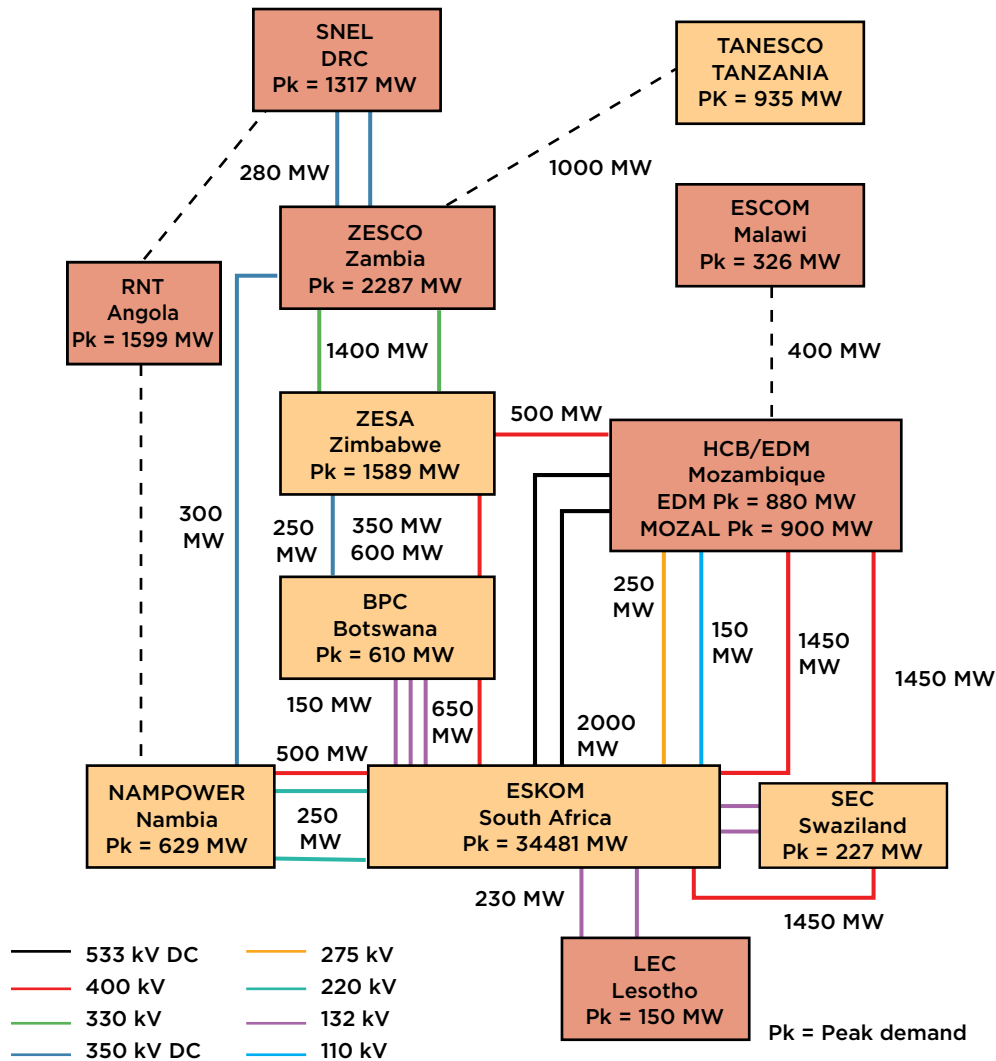 SNEL
DRC
Pk = 1317 MW
TANESCO
TANZANIA
PK = 935 MW
280 MW
1000 MW
ZESCO
Zambia
Pk = 2287 MW
ESCOM
Malawi
Pk = 326 MW
RNT
Angola
Pk = 1599 MW
1400 MW
400 MW
ZESA
Zimbabwe
Pk = 1589 MW
500 MW
HCB/EDM
Mozambique
EDM Pk = 880 MW
MOZAL Pk = 900 MW
300
MW
250
MW
350 MW
600 MW
BPC
Botswana
Pk = 610 MW
250
MW
150
MW
1450
MW
1450 MW
150 MW
650
MW
2000
MW
500 MW
NAMPOWER
Nambia
Pk = 629 MW
250
MW
ESKOM
South Africa
Pk = 34481 MW
SEC
Swaziland
Pk = 227 MW
230 MW
1450 MW
LEC
Lesotho
Pk = 150 MW
533 kV DC
400 kV
330 kV
350 kV DC
275 kV
220 kV
132 kV
110 kV
Pk = Peak demand